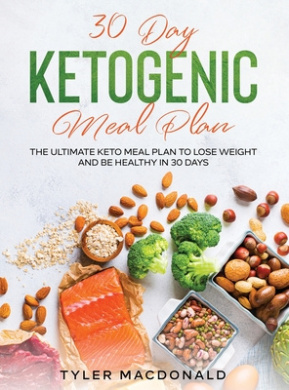 30 Day
KETOGENIC
Meal Plan
THE ULTIMATE KETO MEAL PLAN TO LOSE WEIGHT
AND BE HEALTHY IN 30 DAYS
TYLER MACDONALD